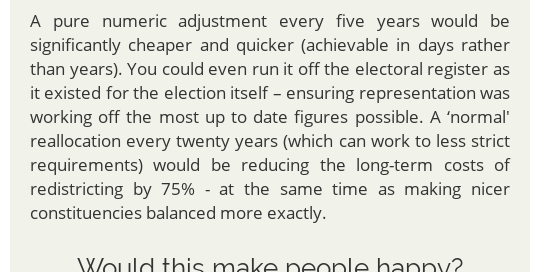 A pure numeric adjustment every five years would be
significantly cheaper and quicker (achievable in days rather
than years). You could even run it off the electoral register as
it existed for the election itself – ensuring representation was
working off the most up to date figures possible. A ‘normal'
reallocation every twenty years (which can work to less strict
requirements) would be reducing the long-term costs of
redistricting by 75% - at the same time as making nicer
constituencies balanced more exactly.
Would this make people happy?